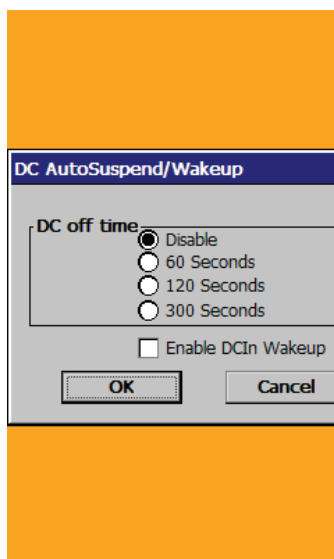 DC AutoSuspend/Wakeup
DC off time
Disable
60 Seconds
120 Seconds
300 Seconds
Enable DCIn Wakeup
OK
Cancel